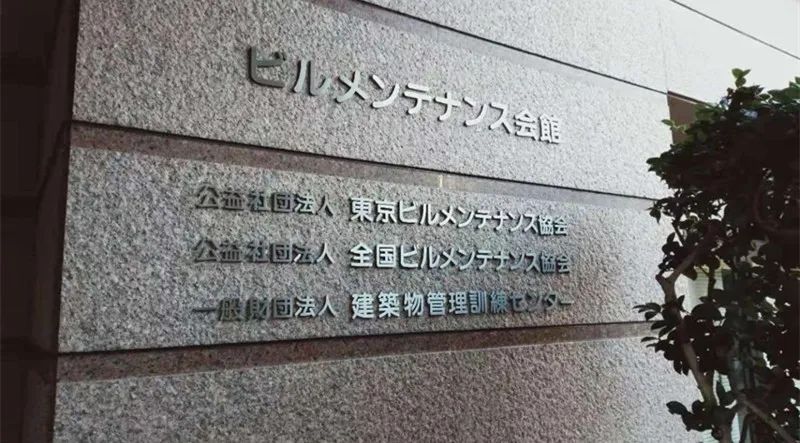 ビルメンテナンス会館
公益社団法人 東京ビルメンテナンス協会
公益社団法人 全国ビルメンテナンス協会
一般財団法人 建築物管理訓練センター